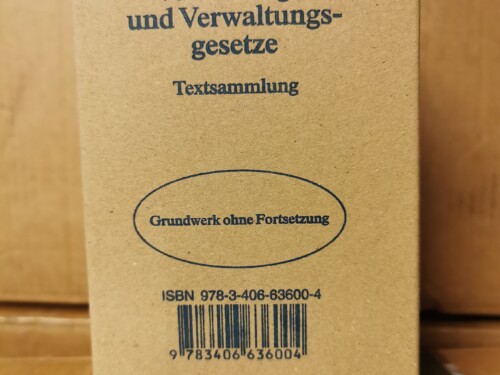 und Verwaltungs-
gesetze
Textsammlung
Grundwerk ohne Fortsetzung
ISBN 978-3-406-63600-4
9 783406 636004